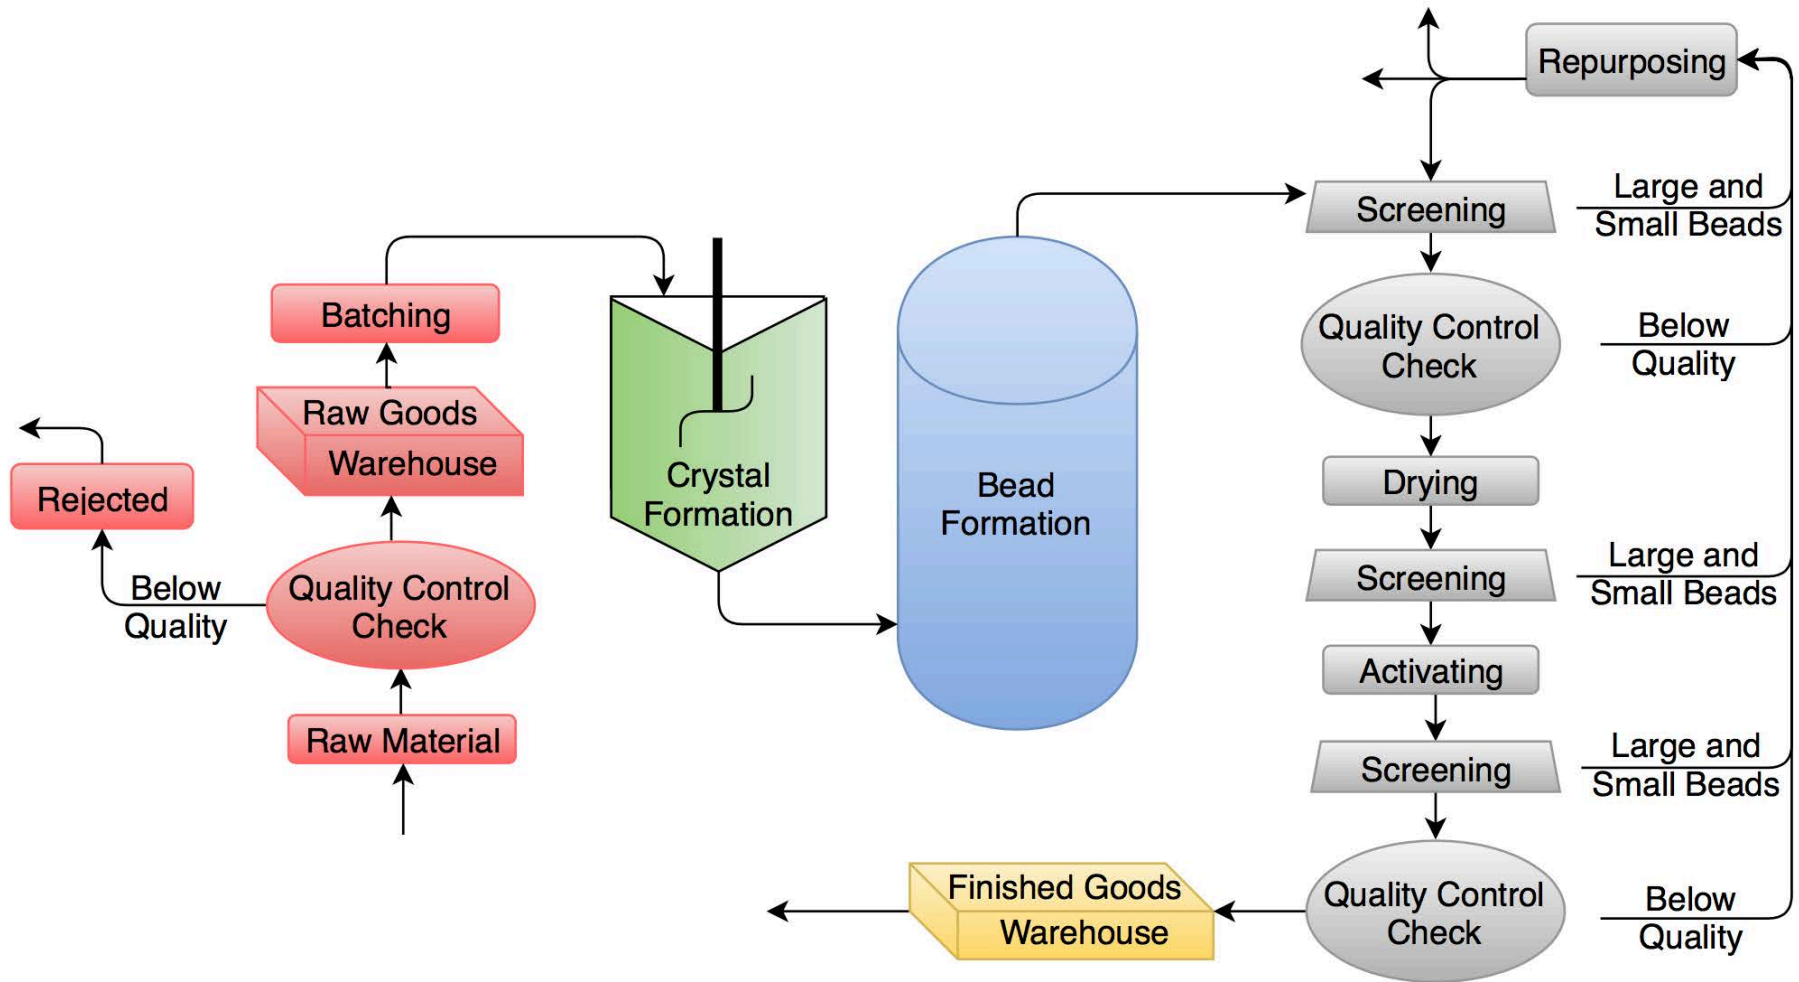 Repurposing
Large and
Small Beads
Screening
Batching
Quality Control
Check
Below
Quality
Raw Goods
Warehouse
Rejected
Crystal
Formation
Bead
Formation
Drying
Below
Quality
Quality Control
Check
Screening
Large and
Small Beads
Activating
Raw Material
Screening
Large and
Small Beads
Finished Goods
Warehouse
Quality Control
Check
Below
Quality